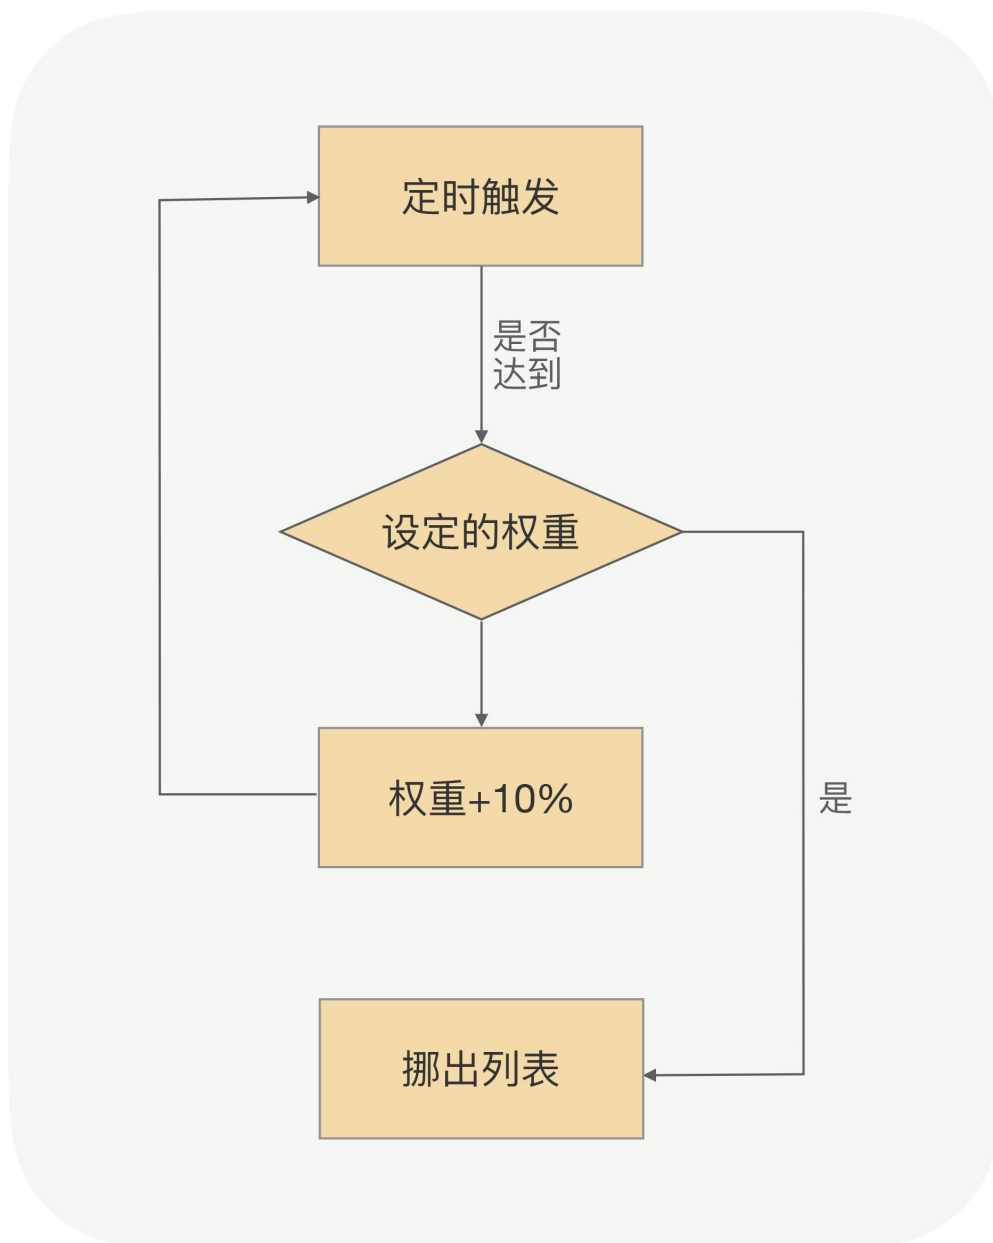 定时触发
是否
达到
设定的权重
权重+10%
是
挪出列表